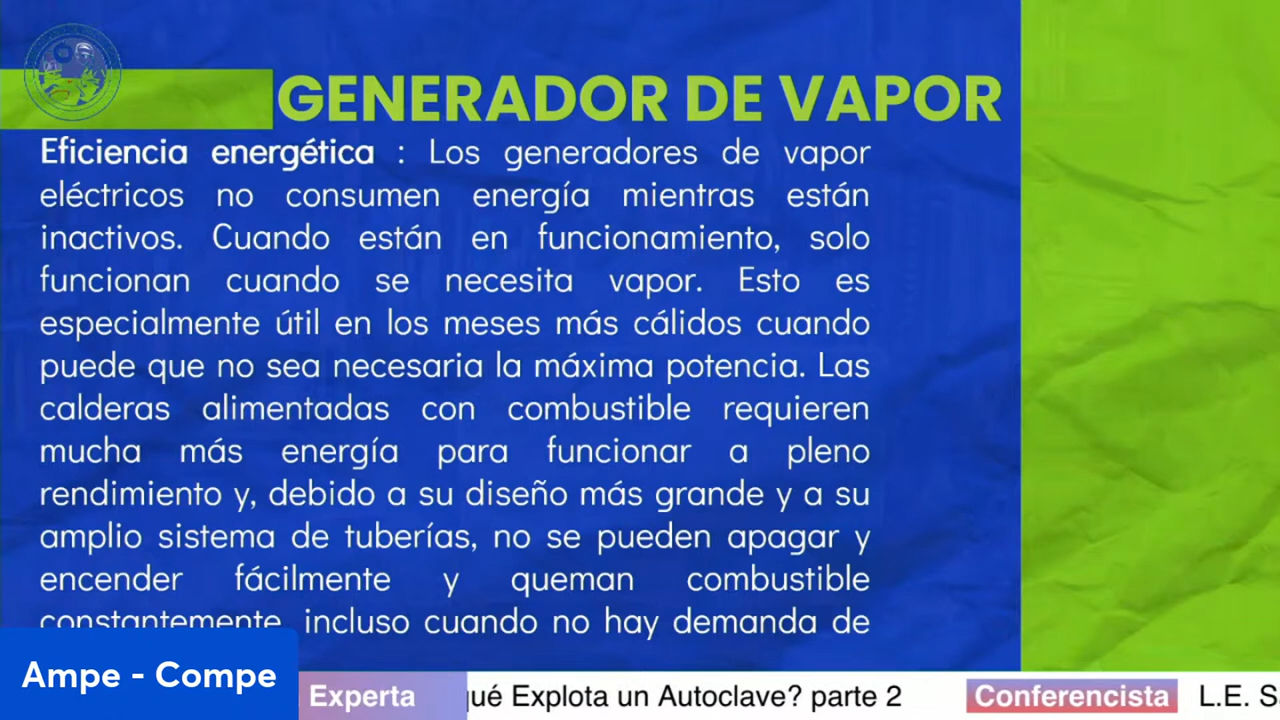 GENERADOR DE VAPOR
Eficiencia energética : Los generadores de vapor
eléctricos no consumen energía mientras están
inactivos. Cuando están en funcionamiento, solo
funcionan cuando se necesita vapor. Esto es
especialmente útil en los meses más cálidos cuando
puede que no sea necesaria la máxima potencia. Las
calderas alimentadas con combustible requieren
mucha más energía para funcionar a pleno
rendimiento y, debido a su diseño más grande y a su
amplio sistema de tuberías, no se pueden apagar y
encender fácilmente y queman combustible
constantemente, incluso cuando no hay demanda de
Ampe - Compe
Experta qué Explota un Autoclave? parte 2 Conferencista L.E. S